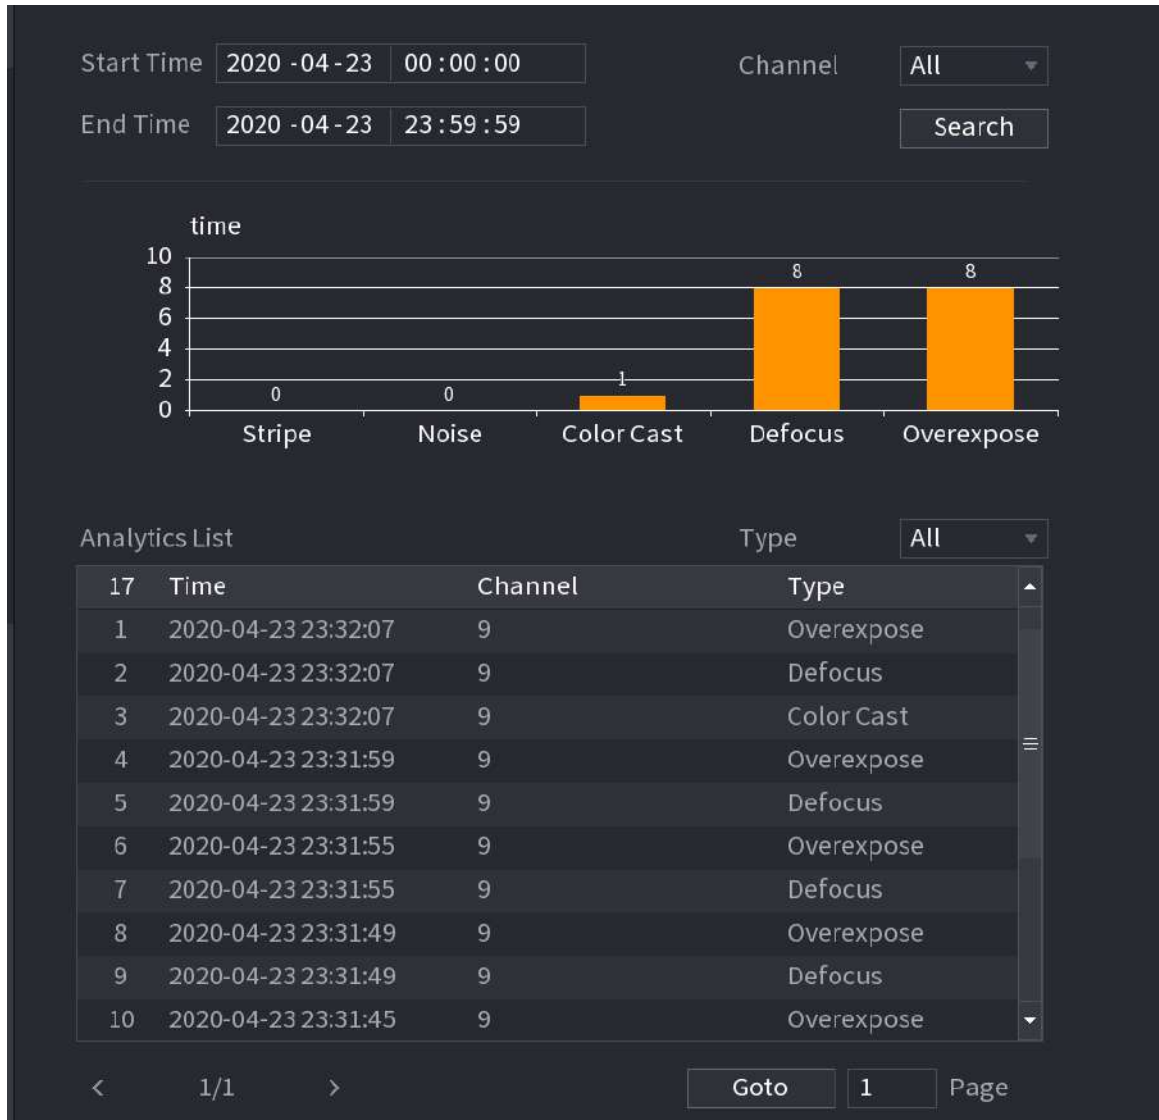 Start Time 2020 -04-23 00:00:00 Channel All
End Time 2020 -04-23 23:59:59 Search
time
10
8
6
4
2
0
0 0 1 8 8
Stripe Noise Color Cast Defocus Overexpose
Analytics List Type All
17 Time Channel Type
1 2020-04-23 23:32:07 9 Overexpose
2 2020-04-23 23:32:07 9 Defocus
3 2020-04-23 23:32:07 9 Color Cast
4 2020-04-23 23:31:59 9 Overexpose
5 2020-04-23 23:31:59 9 Defocus
6 2020-04-23 23:31:55 9 Overexpose
7 2020-04-23 23:31:55 9 Defocus
8 2020-04-23 23:31:49 9 Overexpose
9 2020-04-23 23:31:49 9 Defocus
10 2020-04-23 23:31:45 9 Overexpose
< 1/1 > Goto 1 Page